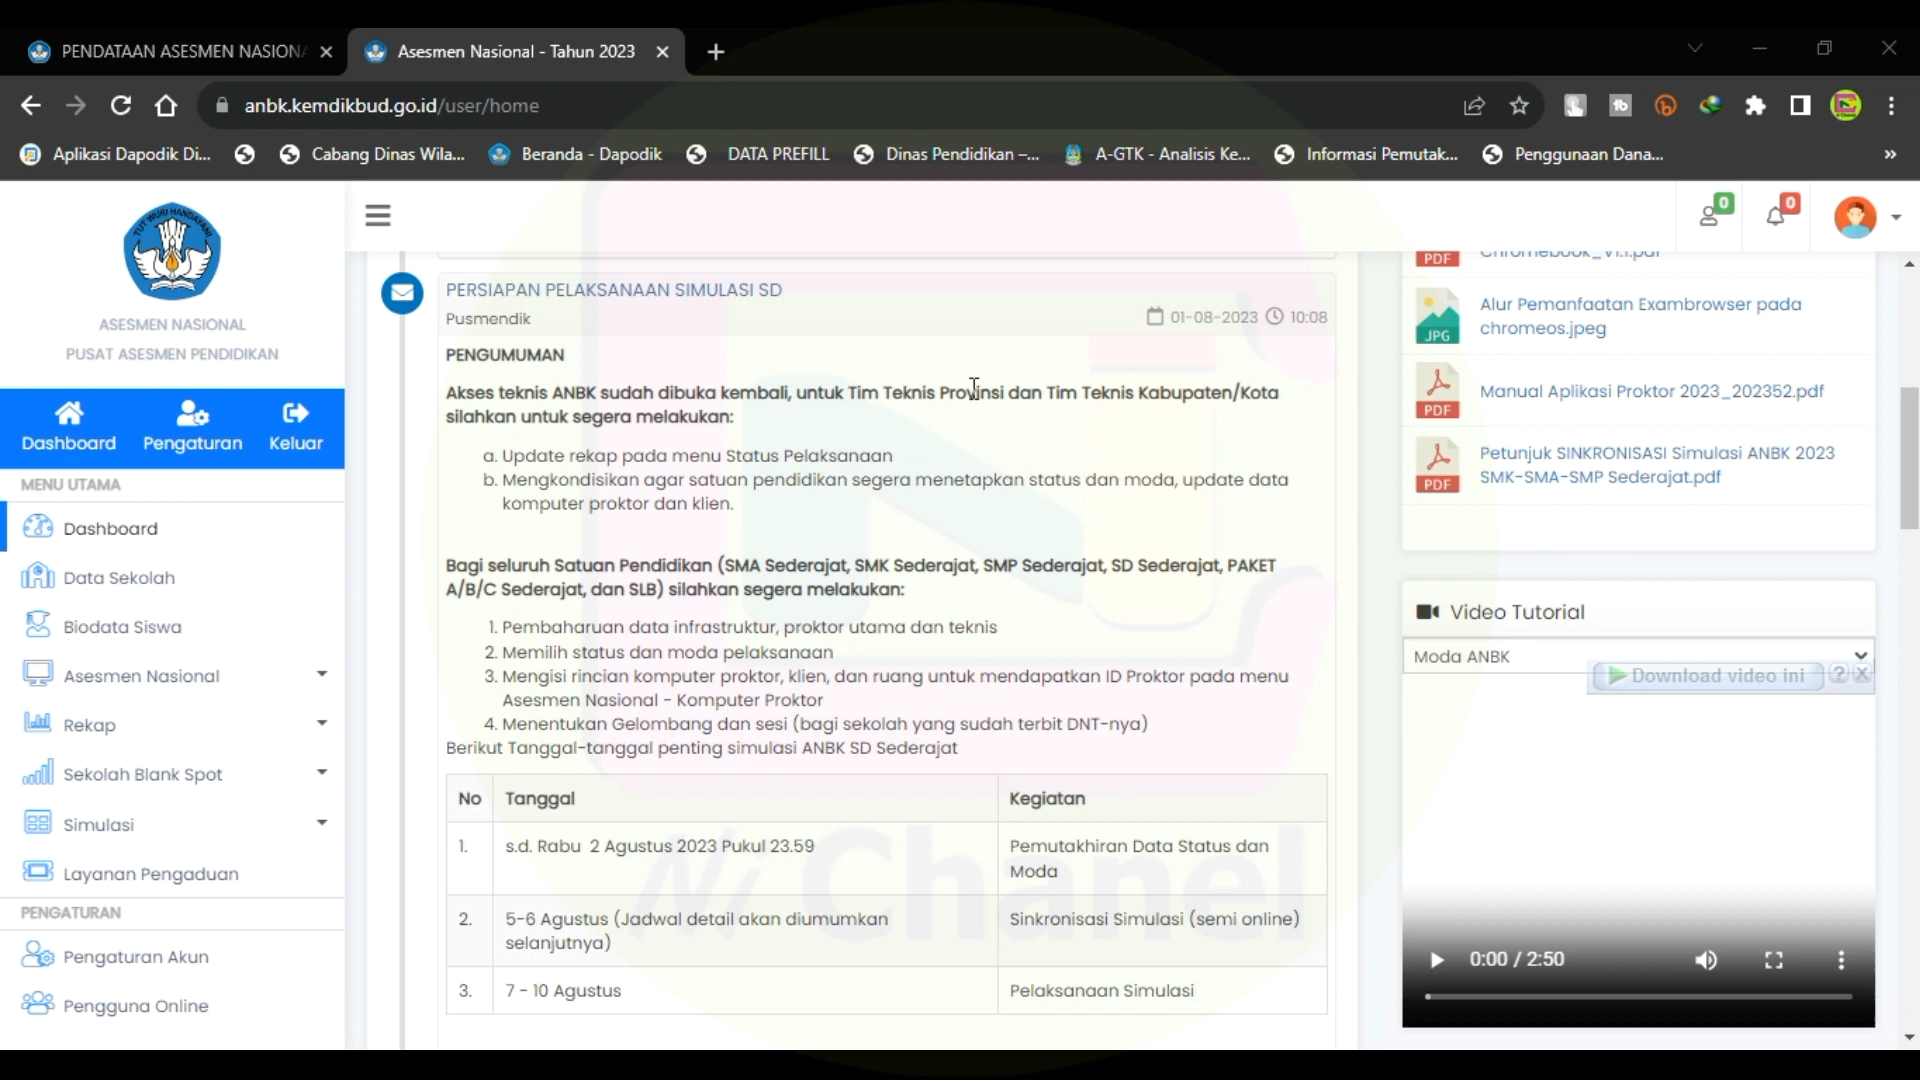 PENDATAAN ASESMEN NASION
Asesmen Nasional - Tahun 2023
anbk.kemdikbud.go.id/user/home
Aplikasi Dapodik Di...
Cabang Dinas Wila...
Beranda - Dapodik
DATA PREFILL
Dinas Pendidikan –...
A-GTK - Analisis Ke...
Informasi Pemutak...
Penggunaan Dana...
TUT WURI HANDAYANI
ASESMEN NASIONAL
PUSAT ASESMEN PENDIDIKAN
Dashboard
Pengaturan
Keluar
MENU UTAMA
Dashboard
Data Sekolah
Biodata Siswa
Asesmen Nasional
Rekap
Sekolah Blank Spot
Simulasi
Layanan Pengaduan
PENGATURAN
Pengaturan Akun
Pengguna Online
0
0
PERSIAPAN PELAKSANAAN SIMULASI SD
Pusmendik
01-08-2023 10:08
PENGUMUMAN
Akses teknis ANBK sudah dibuka kembali, untuk Tim Teknis Provinsi dan Tim Teknis Kabupaten/Kota
silahkan untuk segera melakukan:
a. Update rekap pada menu Status Pelaksanaan
b. Mengkondisikan agar satuan pendidikan segera menetapkan status dan moda, update data
komputer proktor dan klien.
Bagi seluruh Satuan Pendidikan (SMA Sederajat, SMK Sederajat, SMP Sederajat, SD Sederajat, PAKET
A/B/C Sederajat, dan SLB) silahkan segera melakukan:
1. Pembaharuan data infrastruktur, proktor utama dan teknis
2. Memilih status dan moda pelaksanaan
3. Mengisi rincian komputer proktor, klien, dan ruang untuk mendapatkan ID Proktor pada menu
Asesmen Nasional - Komputer Proktor
4. Menentukan Gelombang dan sesi (bagi sekolah yang sudah terbit DNT-nya)
Berikut Tanggal-tanggal penting simulasi ANBK SD Sederajat
No Tanggal Kegiatan
1. s.d. Rabu 2 Agustus 2023 Pukul 23.59 Pemutakhiran Data Status dan
Moda
2. 5-6 Agustus (Jadwal detail akan diumumkan Sinkronisasi Simulasi (semi online)
selanjutnya)
3. 7 - 10 Agustus Pelaksanaan Simulasi
Ni Chanel
PDF
Chromebook_V1.1.pdf
JPG
Alur Pemanfaatan Exambrowser pada
chromeos.jpeg
PDF
Manual Aplikasi Proktor 2023_202352.pdf
PDF
Petunjuk SINKRONISASI Simulasi ANBK 2023
SMK-SMA-SMP Sederajat.pdf
Video Tutorial
Moda ANBK
Download video ini
0:00 / 2:50